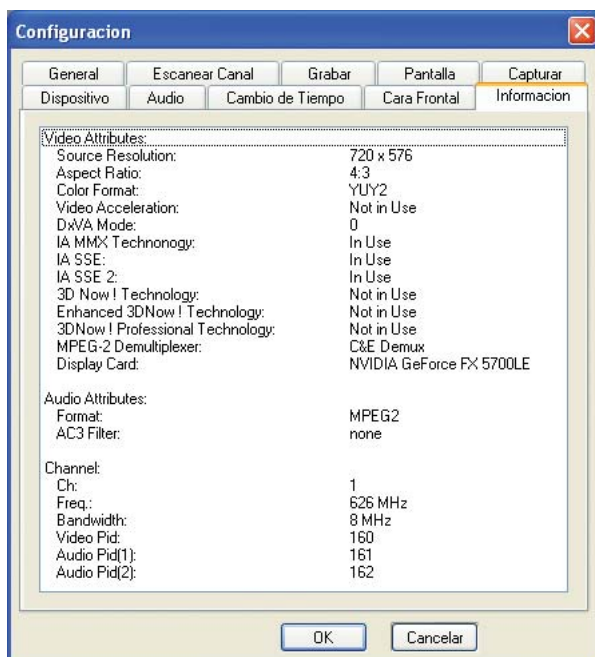 Configuracion
General Escanear Canal Grabar Pantalla Capturar
Dispositivo Audio Cambio de Tiempo Cara Frontal Informacion
Video Attributes:
Source Resolution: 720 x 576
Aspect Ratio: 4:3
Color Format: YUY2
Video Acceleration: Not in Use
DxVA Mode: 0
IA MMX Technonogy: In Use
IA SSE: In Use
IA SSE 2: In Use
3D Now ! Technology: Not in Use
Enhanced 3DNow ! Technology: Not in Use
3DNow ! Professional Technology: Not in Use
MPEG-2 Demultiplexer: C&E Demux
Display Card: NVIDIA GeForce FX 5700LE
Audio Attributes:
Format: MPEG2
AC3 Filter: none
Channel:
Ch: 1
Freq.: 626 MHz
Bandwidth: 8 MHz
Video Pid: 160
Audio Pid(1): 161
Audio Pid(2): 162
OK Cancelar